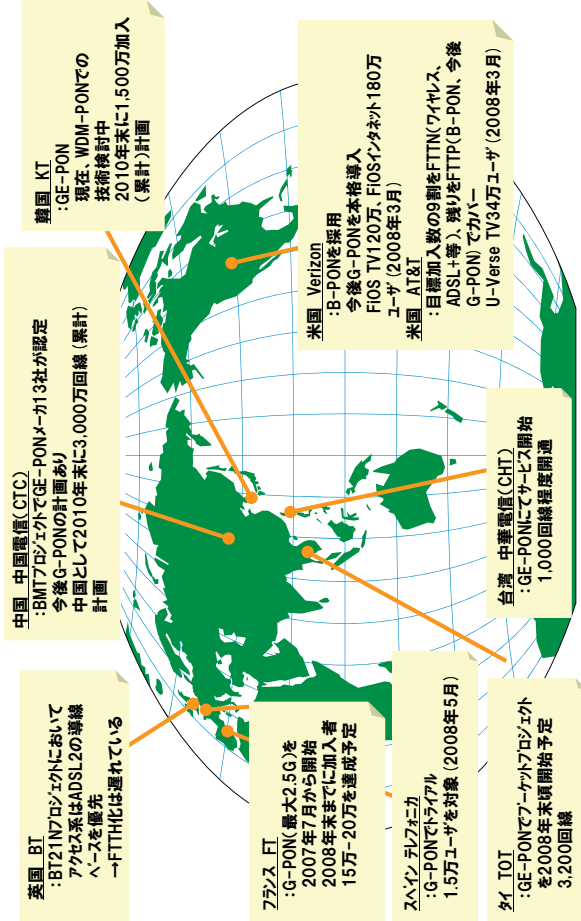 英国 BT
:BT21Nプロジェクトにおいて
アクセス系はADSL2の導線
ベースを優先
→FTTH化は遅れている
中国 中国電信(CTC)
:BMTプロジェクトでGE-PONメーカ13社が認定
今後G-PONの計画あり
中国として2010年末に3,000万回線(累計)
計画
韓国 KT
:GE-PON
現在、WDM-PONでの
技術検討中
2010年末に1,500万加入
(累計)計画
フランス FT
:G-PON(最大2.5G)を
2007年7月から開始
2008年末までに加入者
15万-20万を達成予定
米国 Verizon
:B-PONを採用
今後G-PONを本格導入
FiOS TV120万、FiOSインタネット180万
ユーザ(2008年3月)
米国 AT&T
:目標加入数の9割をFTTN(ワイヤレス、
ADSL+等)、残りをFTTP(B-PON、今後
G-PON)でカバー
U-Verse TV34万ユーザ(2008年3月)
スペイン テレフォニカ
:G-PONでトライアル
1.5万ユーザを対象(2008年5月)
タイ TOT
:GE-PONでプーケットプロジェクト
を2008年末頃開始予定
3,200回線
台湾 中華電信(CHT)
:GE-PONにてサービス開始
1,000回線程度開通